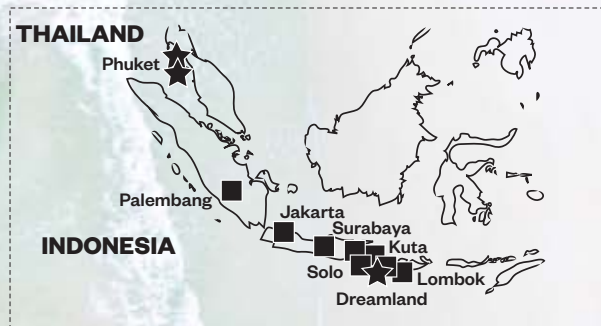 THAILAND
Phuket
Palembang
Jakarta
Surabaya
INDONESIA
Kuta
Solo
Lombok
Dreamland